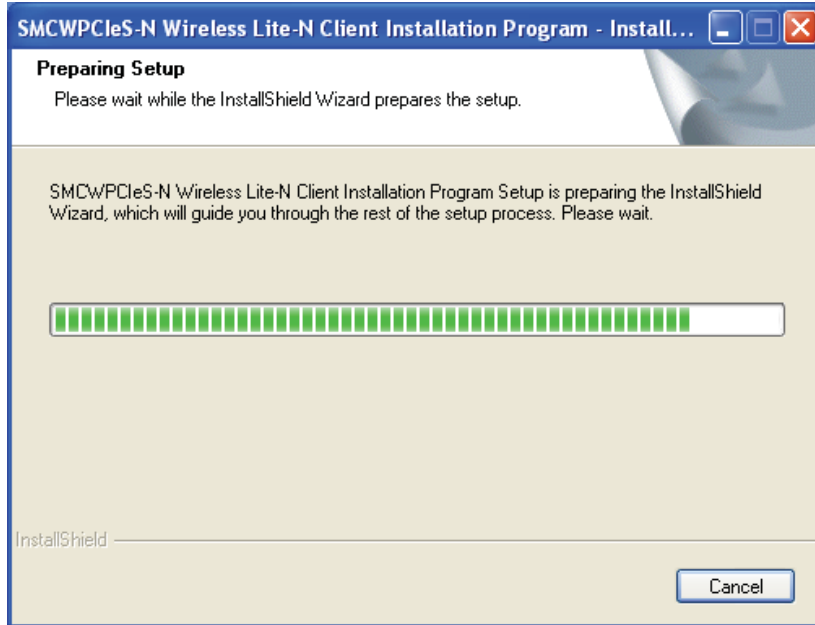 SMCWPCIeS-N Wireless Lite-N Client Installation Program - Install...
Preparing Setup
Please wait while the InstallShield Wizard prepares the setup.
SMCWPCIeS-N Wireless Lite-N Client Installation Program Setup is preparing the InstallShield
Wizard, which will guide you through the rest of the setup process. Please wait.
InstallShield
Cancel